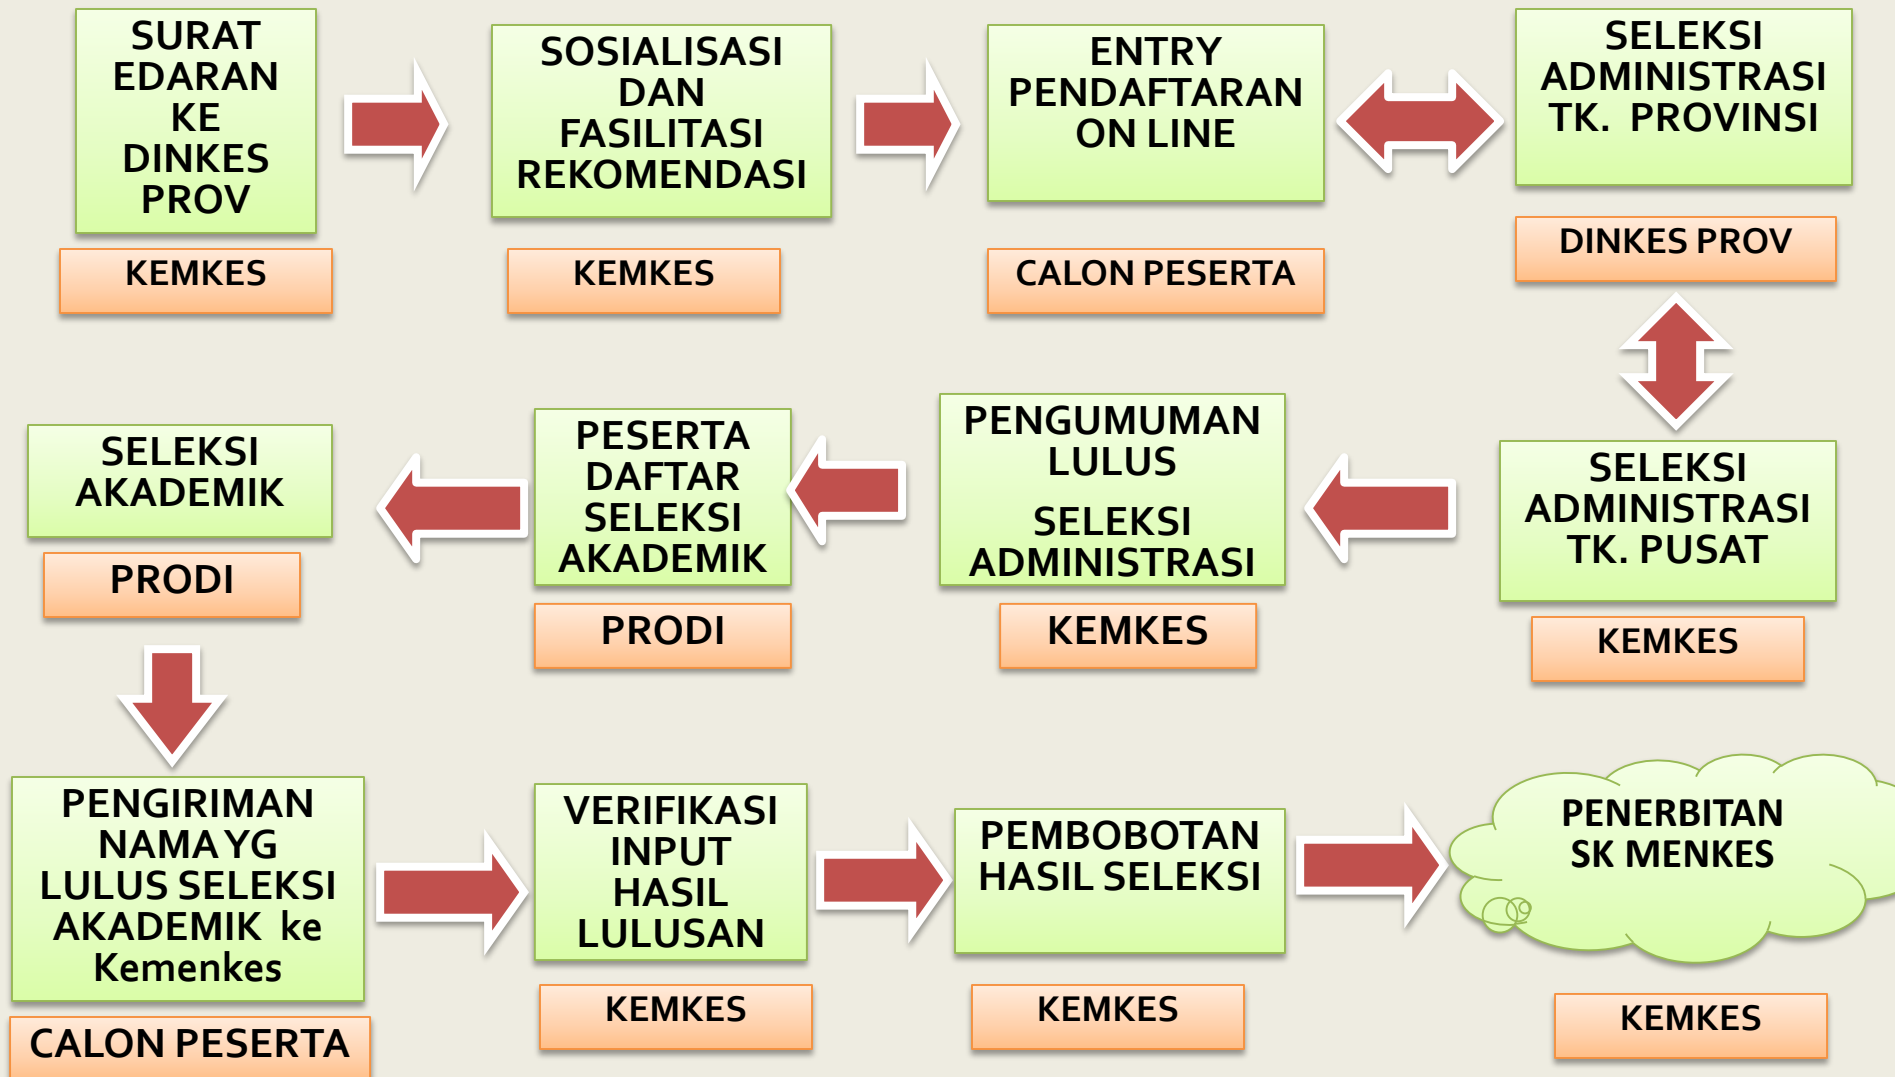 SURAT
EDARAN
KE
DINKES
PROV
KEMKES
SOSIALISASI
DAN
FASILITASI
REKOMENDASI
KEMKES
ENTRY
PENDAFTARAN
ON LINE
CALON PESERTA
SELEKSI
ADMINISTRASI
TK. PROVINSI
DINKES PROV
SELEKSI
ADMINISTRASI
TK. PUSAT
KEMKES
PENGUMUMAN
LULUS
SELEKSI
ADMINISTRASI
KEMKES
PESERTA
DAFTAR
SELEKSI
AKADEMIK
PRODI
SELEKSI
AKADEMIK
PRODI
PENGIRIMAN
NAMA YG
LULUS SELEKSI
AKADEMIK ke
Kemenkes
CALON PESERTA
VERIFIKASI
INPUT
HASIL
LULUSAN
KEMKES
PEMBOBOTAN
HASIL SELEKSI
KEMKES
PENERBITAN
SK MENKES
KEMKES